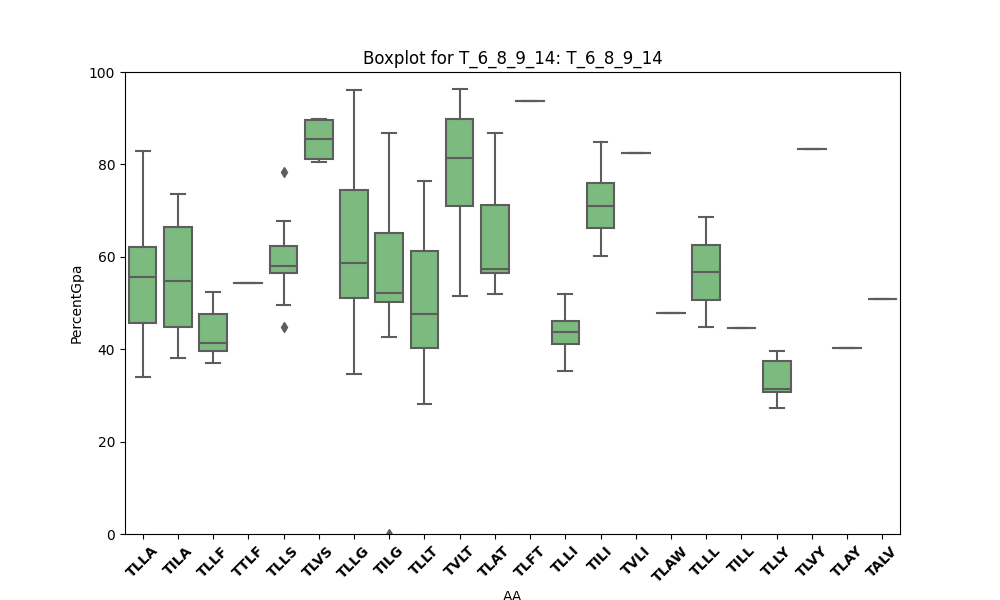 Boxplot for T_6_8_9_14: T_6_8_9_14
100
80
60
40
20
0
PercentGpa
TLLA TILA TLLF TTLF TLLS TLVS TLLG TILG TLLT TVLT TLAT TLFT TLLI TILI TVLI TLAW TLLL TILL TLLY TLVY TLAY TALV
AA